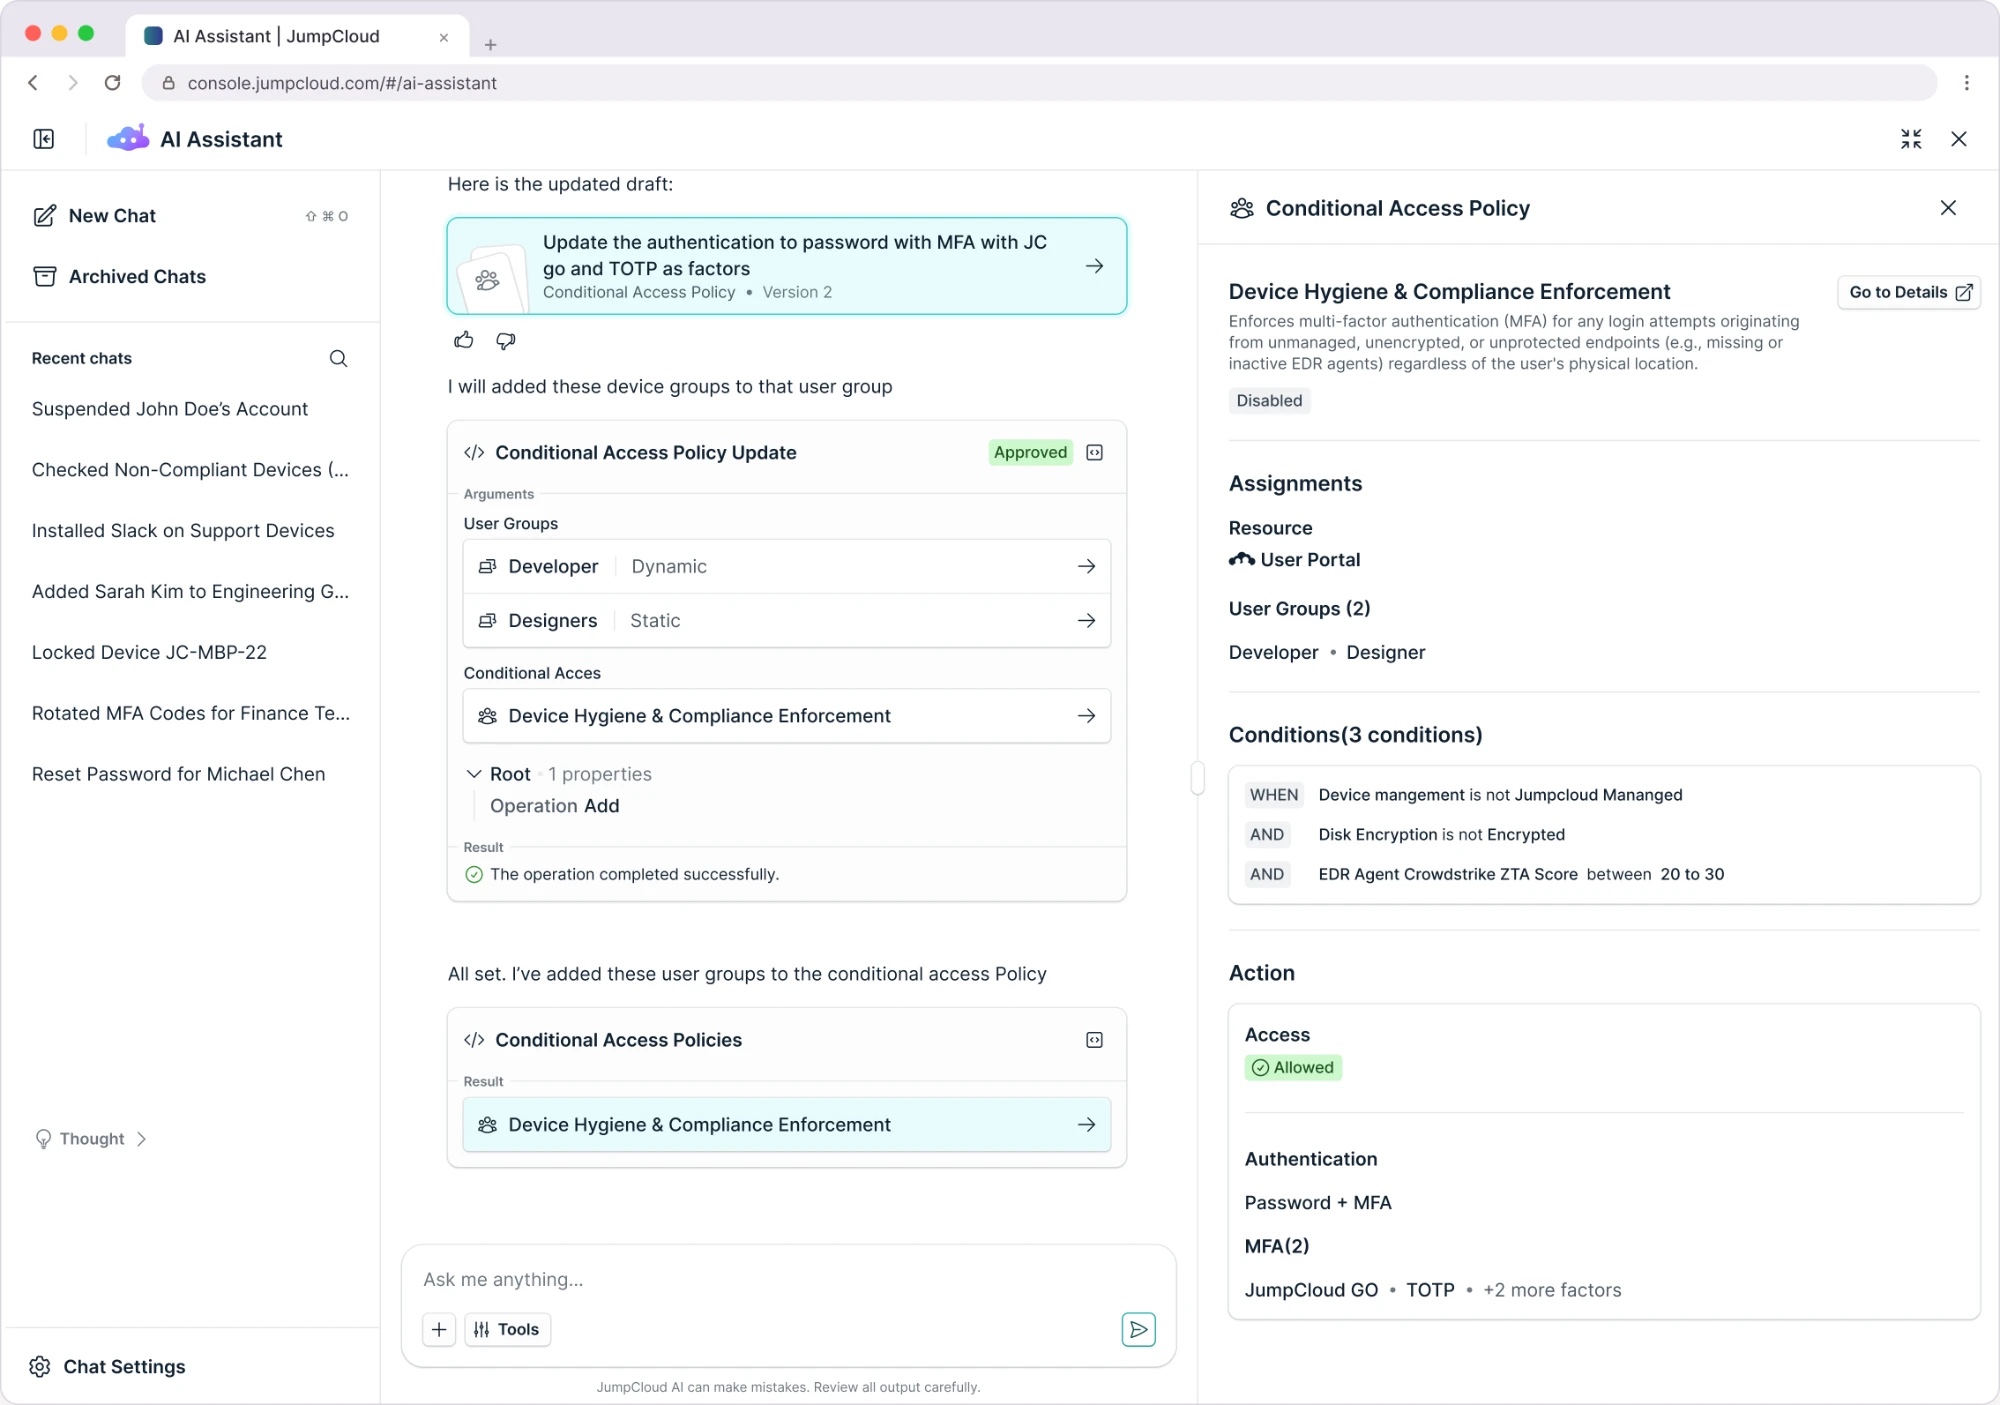 AI Assistant | JumpCloud
console.jumpcloud.com/#/ai-assistant
AI Assistant
New Chat ⇧ ⌘ O
Archived Chats
Recent chats
Suspended John Doe’s Account
Checked Non-Compliant Devices (...
Installed Slack on Support Devices
Added Sarah Kim to Engineering G...
Locked Device JC-MBP-22
Rotated MFA Codes for Finance Te...
Reset Password for Michael Chen
Thought
Chat Settings
Here is the updated draft:
Update the authentication to password with MFA with JC
go and TOTP as factors
Conditional Access Policy • Version 2
I will added these device groups to that user group
</> Conditional Access Policy Update Approved
Arguments
User Groups
Developer Dynamic
Designers Static
Conditional Acces
Device Hygiene & Compliance Enforcement
Root • 1 properties
Operation Add
Result
The operation completed successfully.
All set. I’ve added these user groups to the conditional access Policy
</> Conditional Access Policies
Result
Device Hygiene & Compliance Enforcement
Ask me anything...
Tools
JumpCloud AI can make mistakes. Review all output carefully.
Conditional Access Policy
Device Hygiene & Compliance Enforcement
Go to Details
Enforces multi-factor authentication (MFA) for any login attempts originating
from unmanaged, unencrypted, or unprotected endpoints (e.g., missing or
inactive EDR agents) regardless of the user's physical location.
Disabled
Assignments
Resource
User Portal
User Groups (2)
Developer • Designer
Conditions(3 conditions)
WHEN Device mangement is not Jumpcloud Mananged
AND Disk Encryption is not Encrypted
AND EDR Agent Crowdstrike ZTA Score between 20 to 30
Action
Access
Allowed
Authentication
Password + MFA
MFA(2)
JumpCloud GO • TOTP • +2 more factors